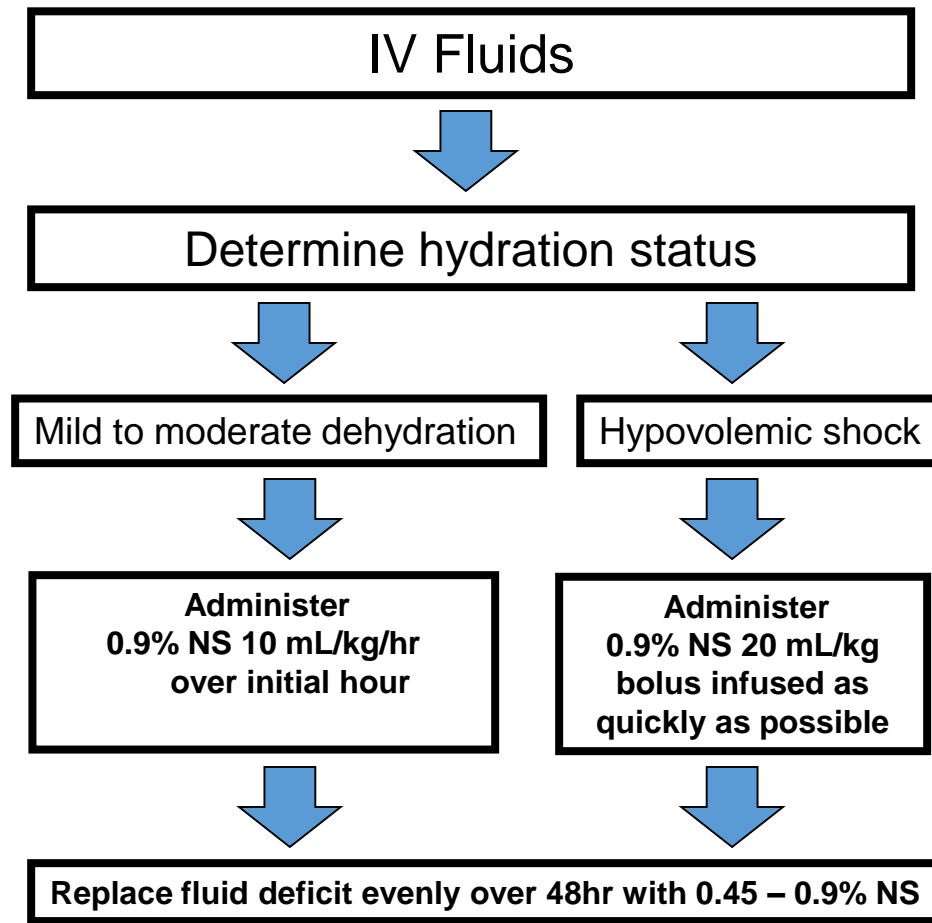 IV Fluids
Determine hydration status
Mild to moderate dehydration
Hypovolemic shock
Administer
0.9% NS 10 mL/kg/hr
over initial hour
Administer
0.9% NS 20 mL/kg
bolus infused as
quickly as possible
Replace fluid deficit evenly over 48hr with 0.45 – 0.9% NS